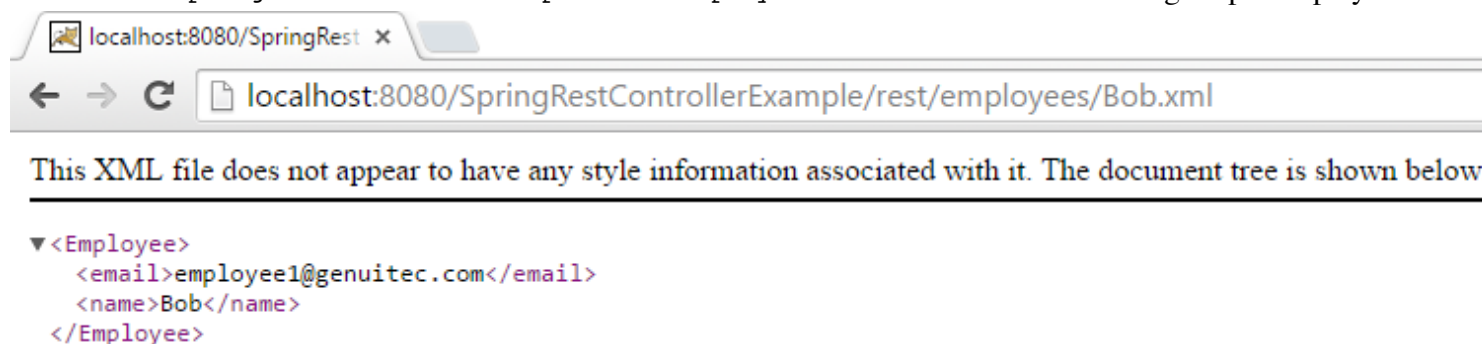 localhost:8080/SpringRest
localhost:8080/SpringRestControllerExample/rest/employees/Bob.xml
This XML file does not appear to have any style information associated with it. The document tree is shown below
<Employee>
<email>employee1@genuitec.com</email>
<name>Bob</name>
</Employee>